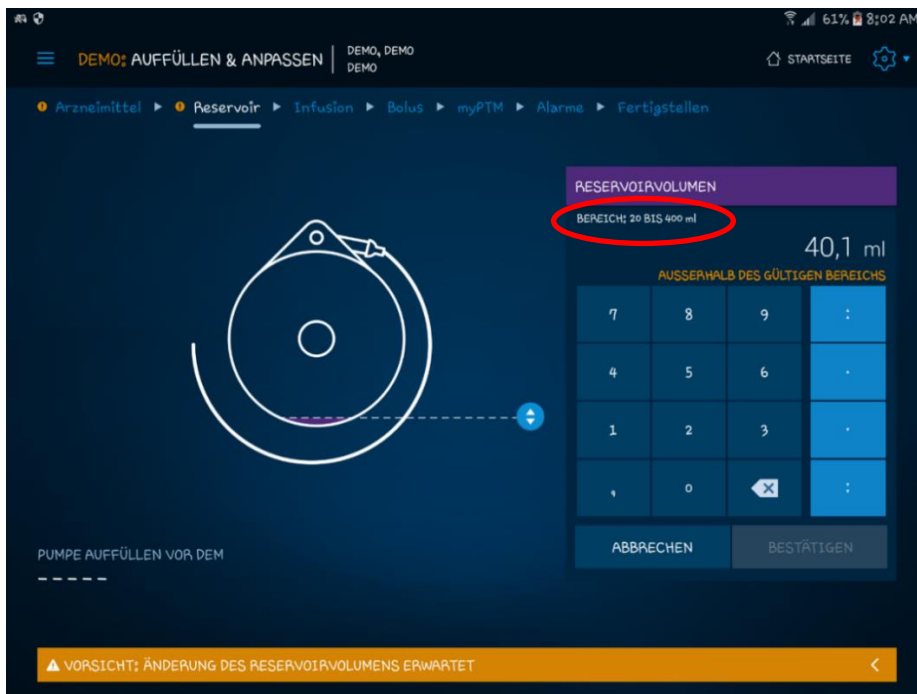 61% 8:02 AM
DEMO: AUFFÜLLEN & ANPASSEN
DEMO, DEMO
DEMO
STARTSEITE
Arzneimittel ▶ Reservoir ▶ Infusion ▶ Bolus ▶ myPTM ▶ Alarme ▶ Fertigstellen
RESERVOIRVOLUMEN
BEREICH: 20 BIS 400 ml
40,1 ml
AUSSERHALB DES GÜLTIGEN BEREICHS
7 8 9 :
4 5 6 ·
1 2 3 ·
, 0 :
ABBRECHEN BESTÄTIGEN
PUMPE AUFFÜLLEN VOR DEM
-----
VORSICHT: ÄNDERUNG DES RESERVOIRVOLUMENS ERWARTET